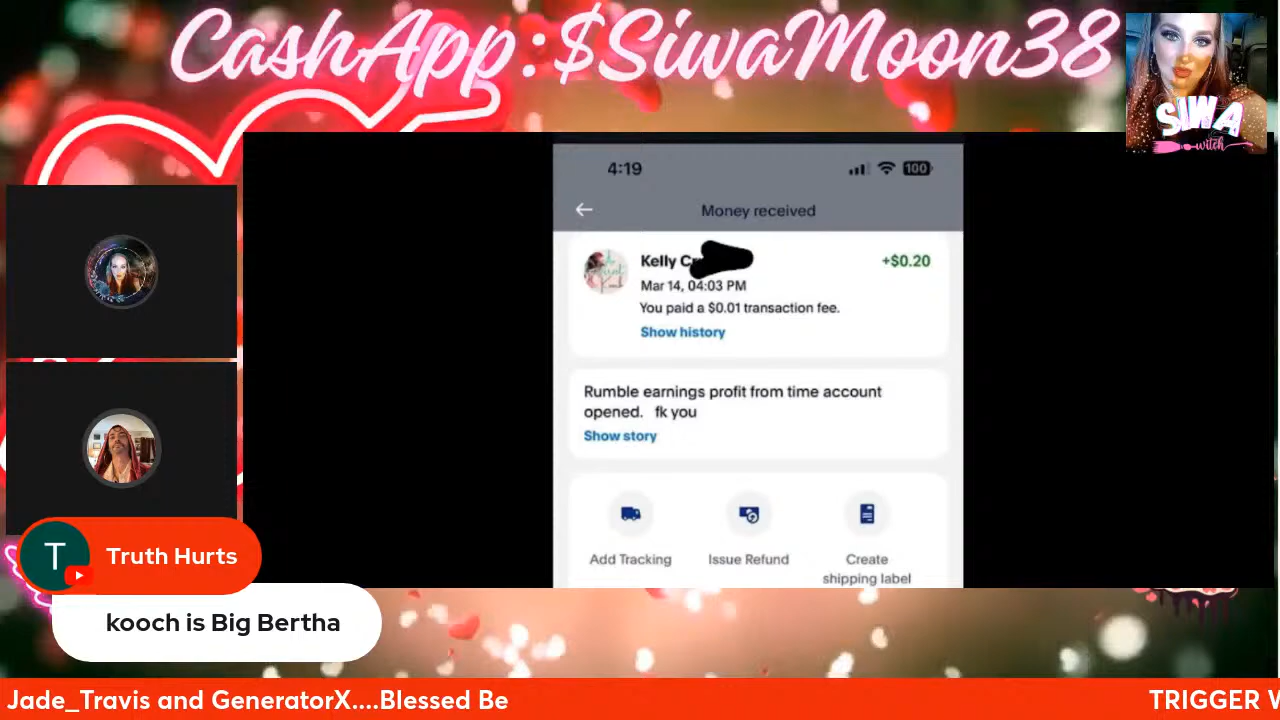 CashApp:$SiwaMoon38
SIWA
witch
4:19
100
Money received
Kelly C
+$0.20
Mar 14, 04:03 PM
You paid a $0.01 transaction fee.
Show history
Rumble earnings profit from time account
opened. fk you
Show story
Add Tracking
Issue Refund
Create
shipping label
T
Truth Hurts
kooch is Big Bertha
Jade_Travis and GeneratorX....Blessed Be
TRIGGER